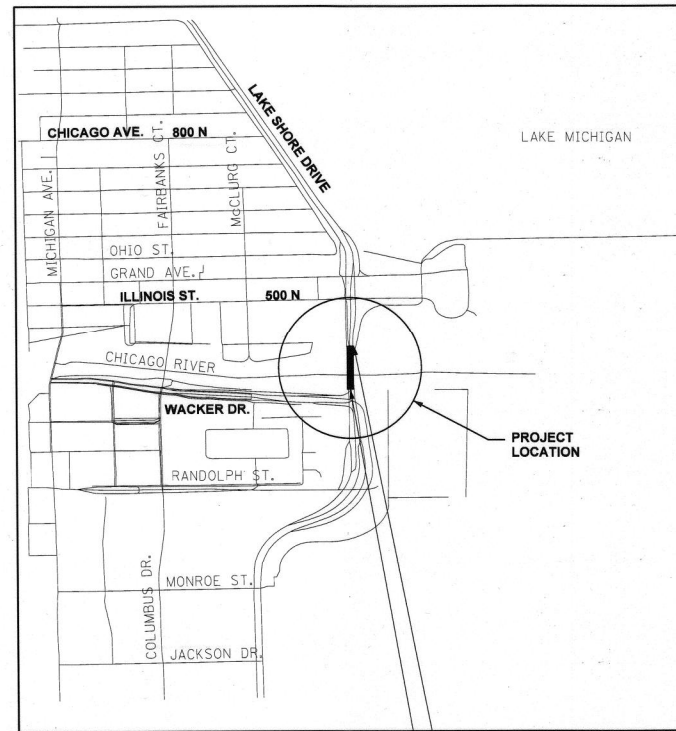 LAKE SHORE DRIVE
LAKE MICHIGAN
CHICAGO AVE. 800 N
MICHIGAN AVE.
FAIRBANKS CT.
McCLURG CT.
OHIO ST.
GRAND AVE.
ILLINOIS ST. 500 N
CHICAGO RIVER
WACKER DR.
PROJECT
LOCATION
RANDOLPH ST.
COLUMBUS DR.
MONROE ST.
JACKSON DR.